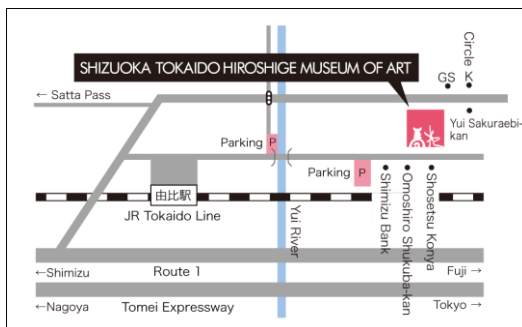 Circle K
SHIZUOKA TOKAIDO HIROSHIGE MUSEUM OF ART
GS
← Satta Pass
Yui Sakuraebi-
kan
Parking P
Parking P
由比駅
JR Tokaido Line
Yui River
Shimizu Bank
Omoshiro Shukuba-kan
Shosetsu Konya
←Shimizu
Route 1
Fuji →
←Nagoya
Tomei Expressway
Tokyo→